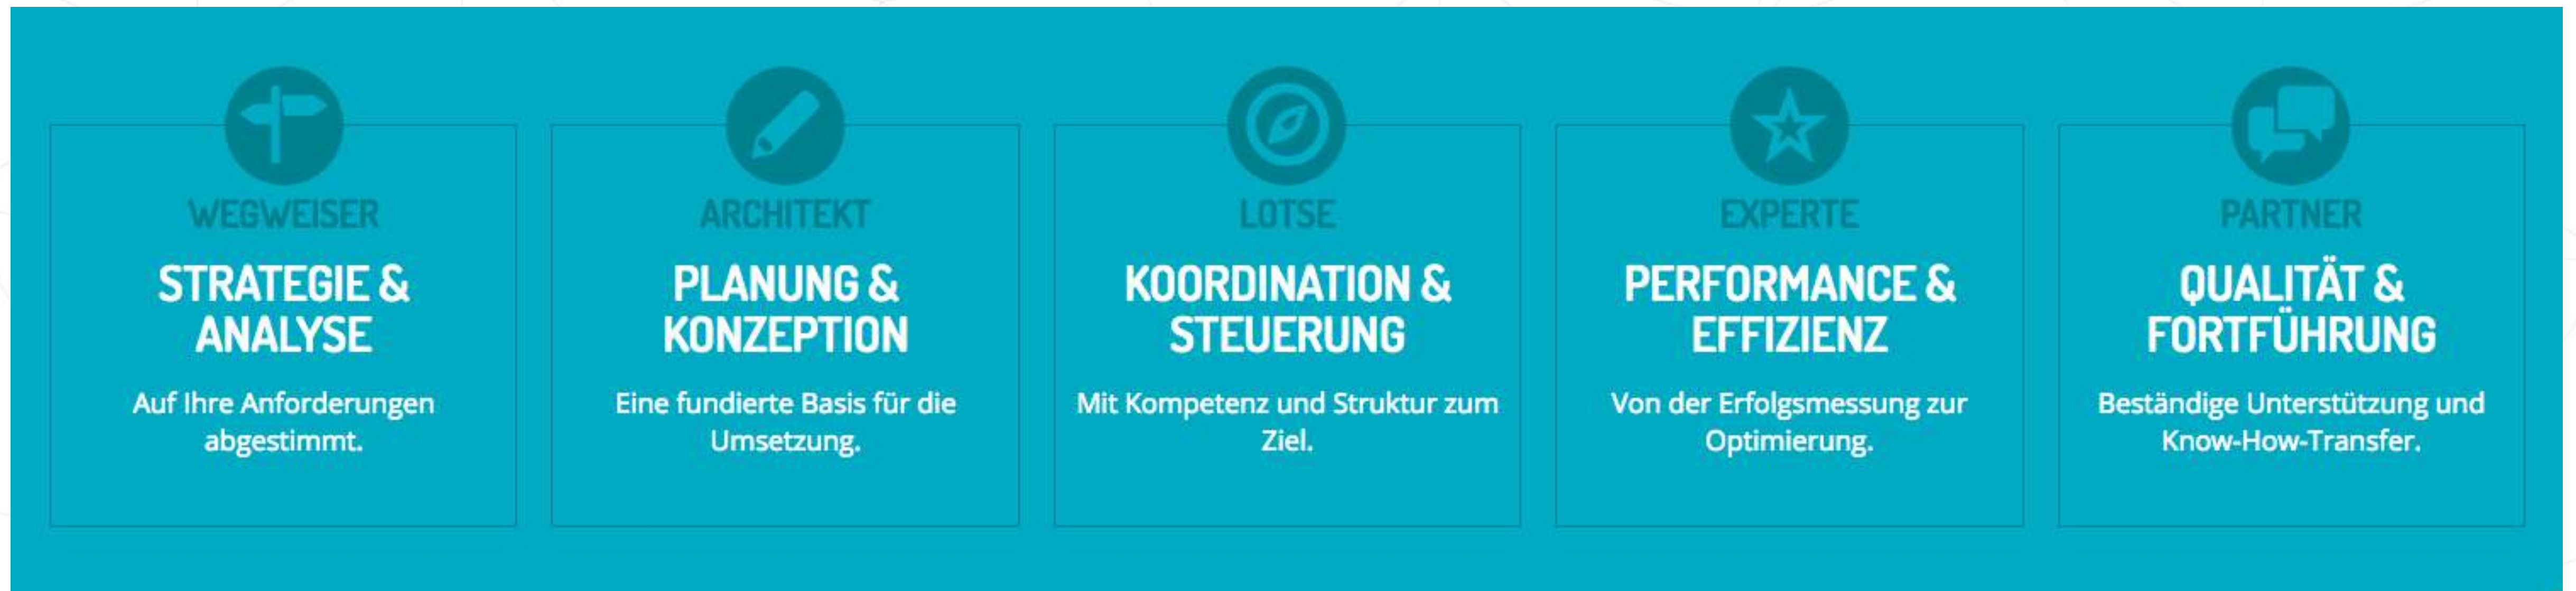 WEGWEISER
STRATEGIE &
ANALYSE
Auf Ihre Anforderungen
abgestimmt.
ARCHITEKT
PLANUNG &
KONZEPTION
Eine fundierte Basis für die
Umsetzung.
LOTSE
KOORDINATION &
STEUERUNG
Mit Kompetenz und Struktur zum
Ziel.
EXPERTE
PERFORMANCE &
EFFIZIENZ
Von der Erfolgsmessung zur
Optimierung.
PARTNER
QUALITÄT &
FORTFÜHRUNG
Beständige Unterstützung und
Know-How-Transfer.